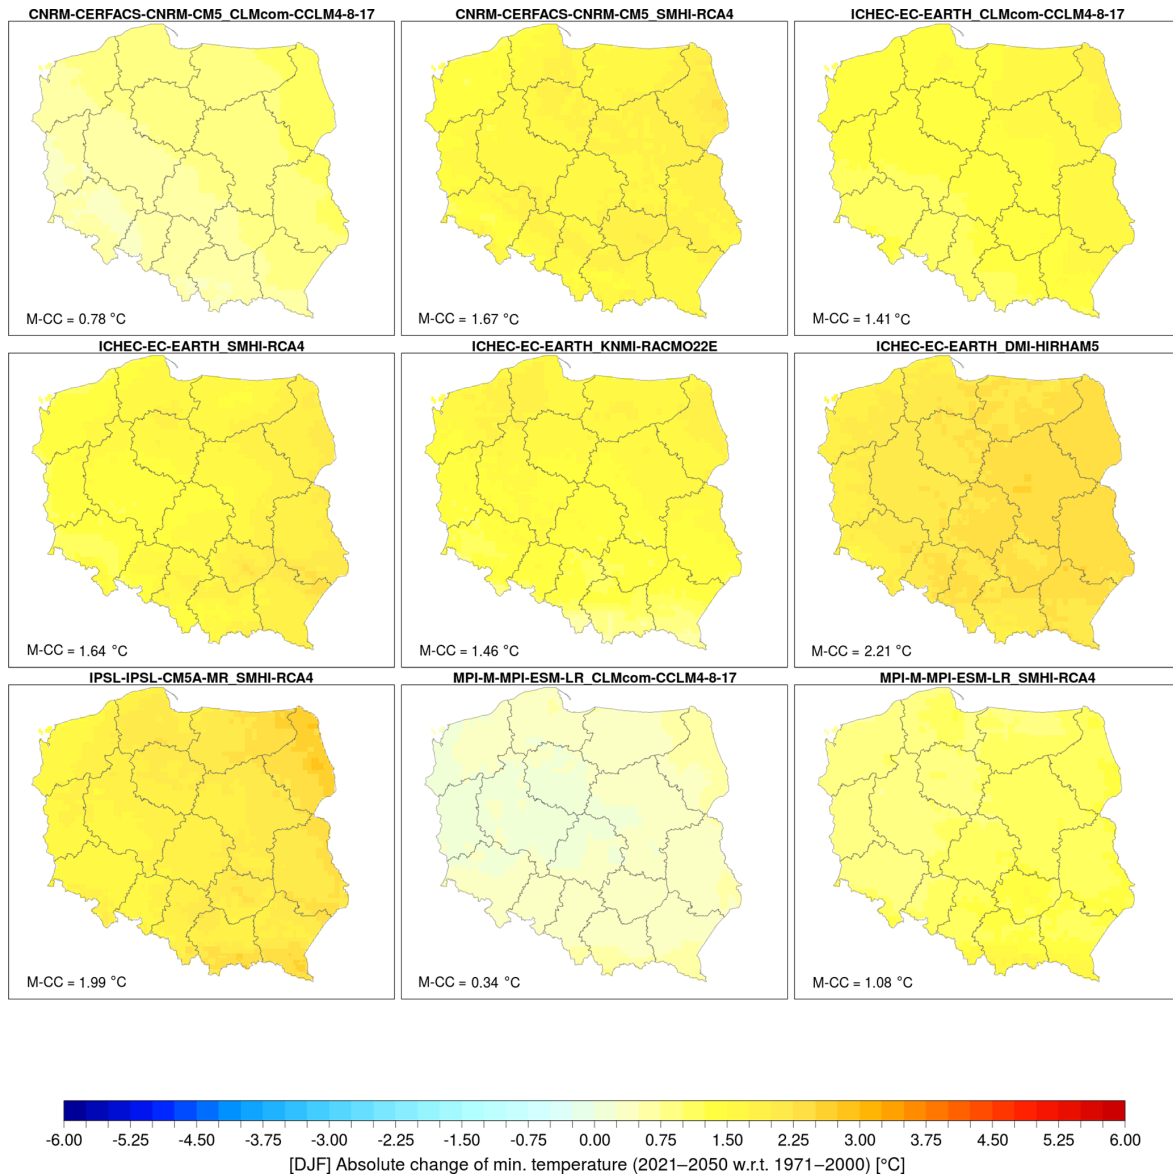 CNRM-CERFACS-CNRM-CM5_CLMcom-CCLM4-8-17
CNRM-CERFACS-CNRM-CM5_SMHI-RCA4
ICHEC-EC-EARTH_CLMcom-CCLM4-8-17
M-CC = 0.78 °C
M-CC = 1.67 °C
M-CC = 1.41 °C
ICHEC-EC-EARTH_SMHI-RCA4
ICHEC-EC-EARTH_KNMI-RACMO22E
ICHEC-EC-EARTH_DMI-HIRHAM5
M-CC = 1.64 °C
M-CC = 1.46 °C
M-CC = 2.21 °C
IPSL-IPSL-CM5A-MR_SMHI-RCA4
MPI-M-MPI-ESM-LR_CLMcom-CCLM4-8-17
MPI-M-MPI-ESM-LR_SMHI-RCA4
M-CC = 1.99 °C
M-CC = 0.34 °C
M-CC = 1.08 °C
-6.00 -5.25 -4.50 -3.75 -3.00 -2.25 -1.50 -0.75 0.00 0.75 1.50 2.25 3.00 3.75 4.50 5.25 6.00
[DJF] Absolute change of min. temperature (2021–2050 w.r.t. 1971–2000) [°C]